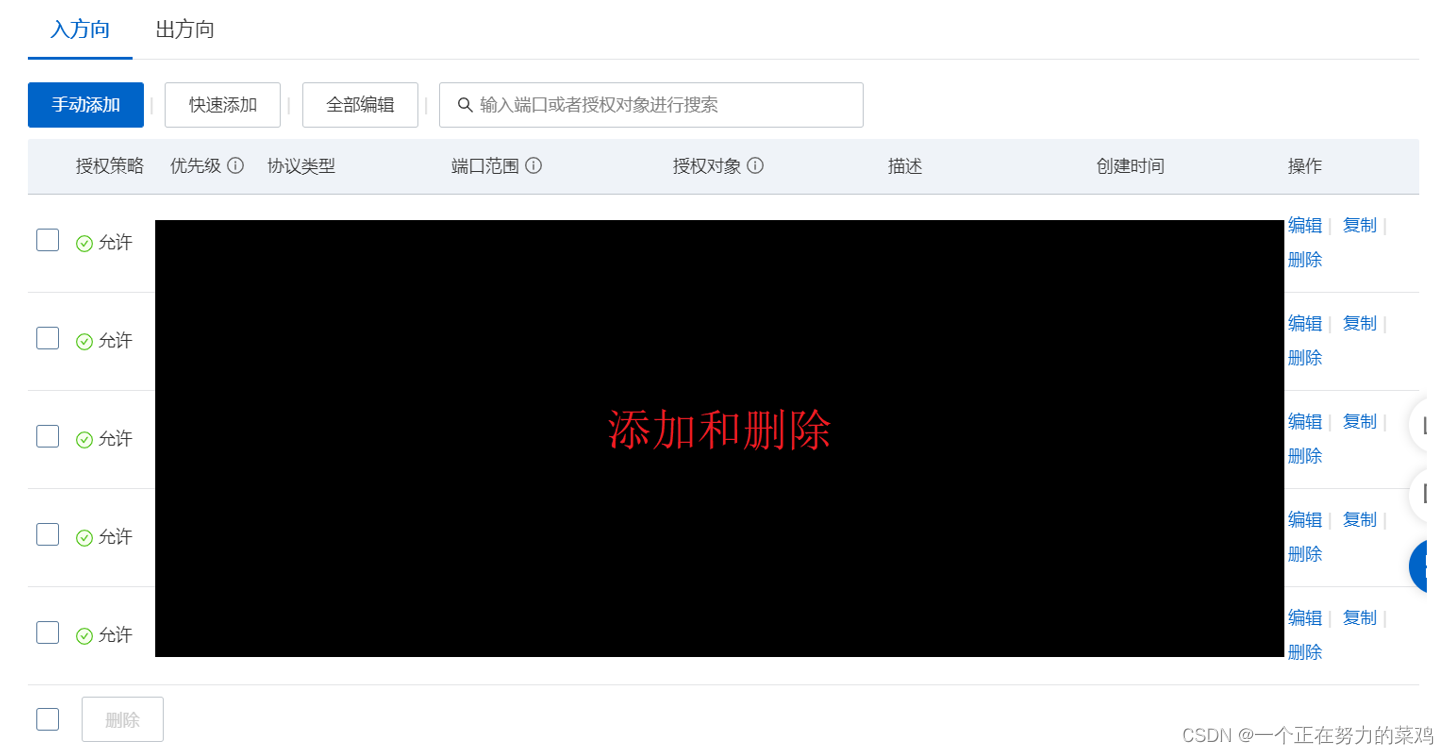 入方向 出方向
手动添加 快速添加 全部编辑 输入端口或者授权对象进行搜索
授权策略 优先级 协议类型 端口范围 授权对象 描述 创建时间 操作
允许 编辑 复制
删除
允许 编辑 复制
删除
添加和删除
允许 编辑 复制
删除
允许 编辑 复制
删除
允许 编辑 复制
删除
删除
CSDN @一个正在努力的菜鸡